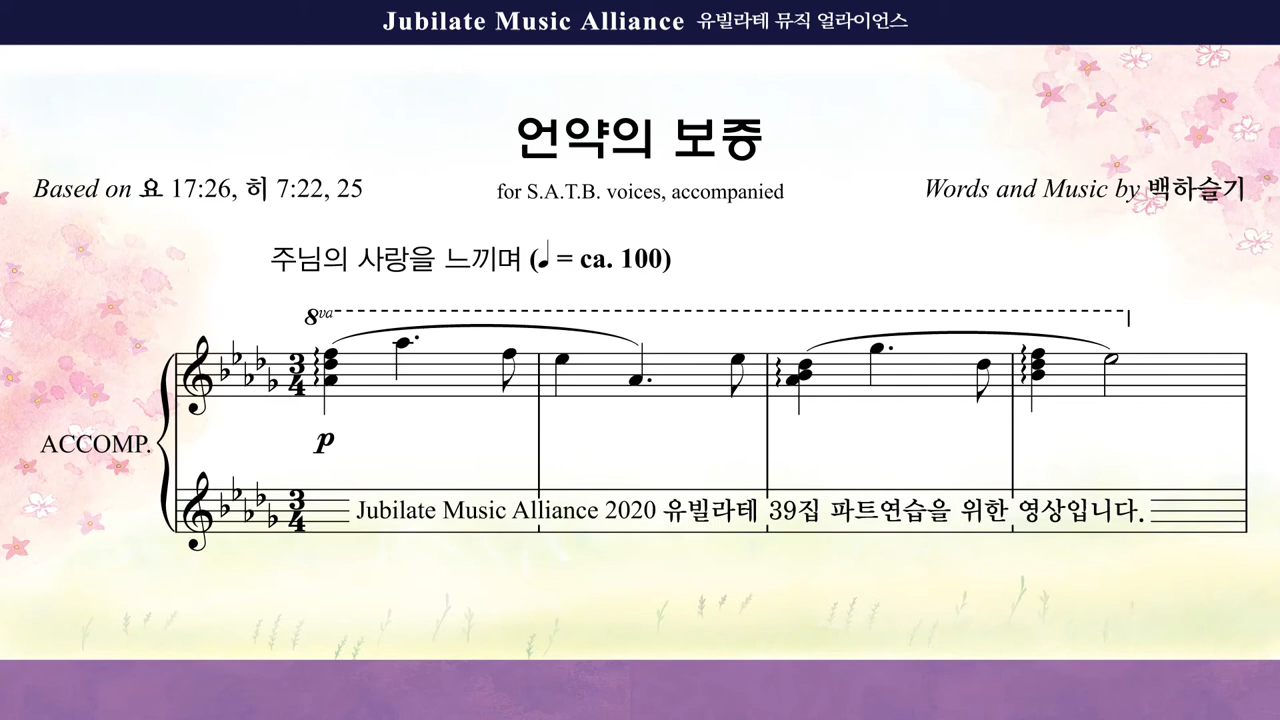 Jubilate Music Alliance 유빌라테 뮤직 얼라이언스
언약의 보증
Based on 요 17:26, 히 7:22, 25
for S.A.T.B. voices, accompanied
Words and Music by 백하슬기
주님의 사랑을 느끼며 (♩ = ca. 100)
8va
3
4
p
ACCOMP.
3
4
Jubilate Music Alliance 2020 유빌라테 39집 파트연습을 위한 영상입니다.